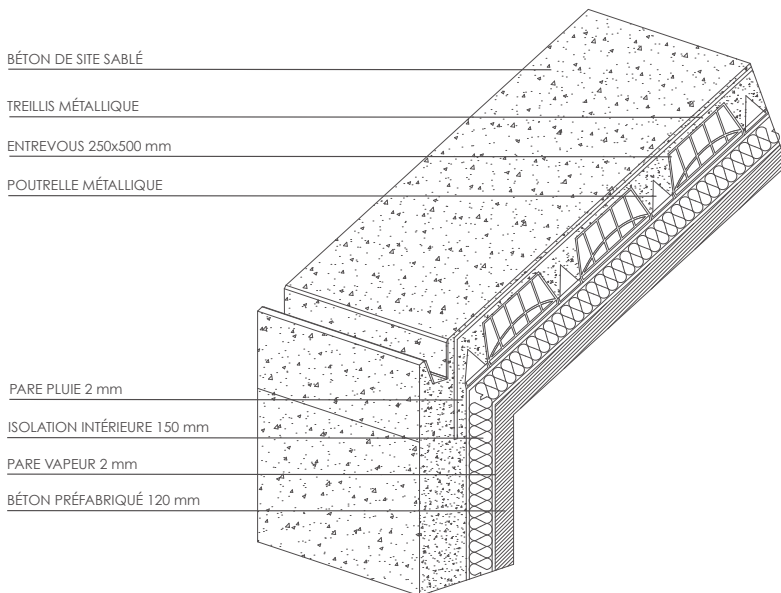 BÉTON DE SITE SABLÉ
TREILLIS MÉTALLIQUE
ENTREVOUS 250x500 mm
POUTRELLE MÉTALLIQUE
PARE PLUIE 2 mm
ISOLATION INTÉRIEURE 150 mm
PARE VAPEUR 2 mm
BÉTON PRÉFABRIQUÉ 120 mm